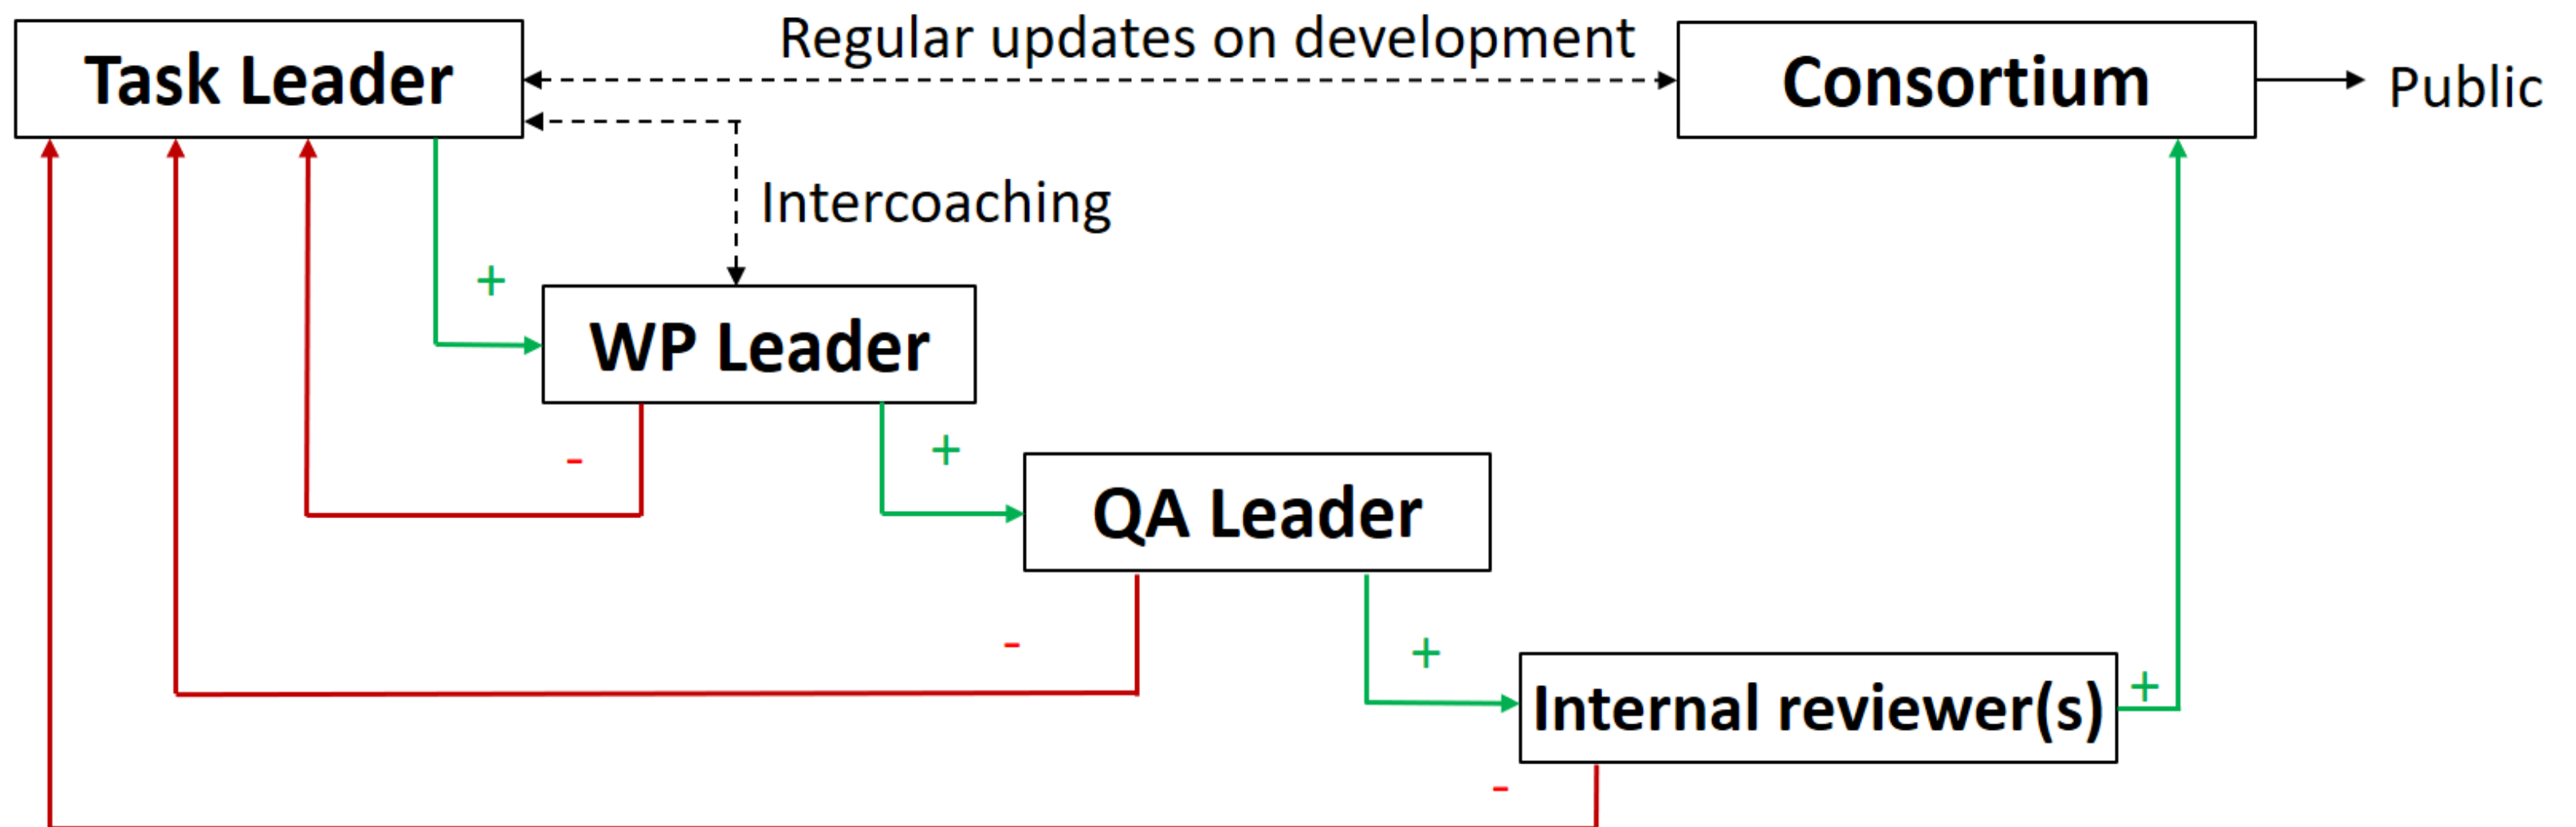 Task Leader
Regular updates on development
Consortium
Public
Intercoaching
+
WP Leader
-
+
QA Leader
-
+
Internal reviewer(s)
+
-